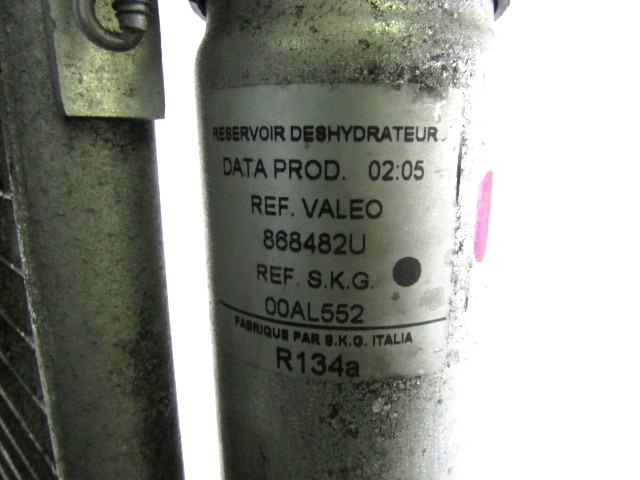 RESERVOIR DESHYDRATEUR
DATA PROD. 02:05
REF. VALEO
868482U
REF. S.K.G.
00AL552
FABRIQUE PAR S.K.G. ITALIA
R134a